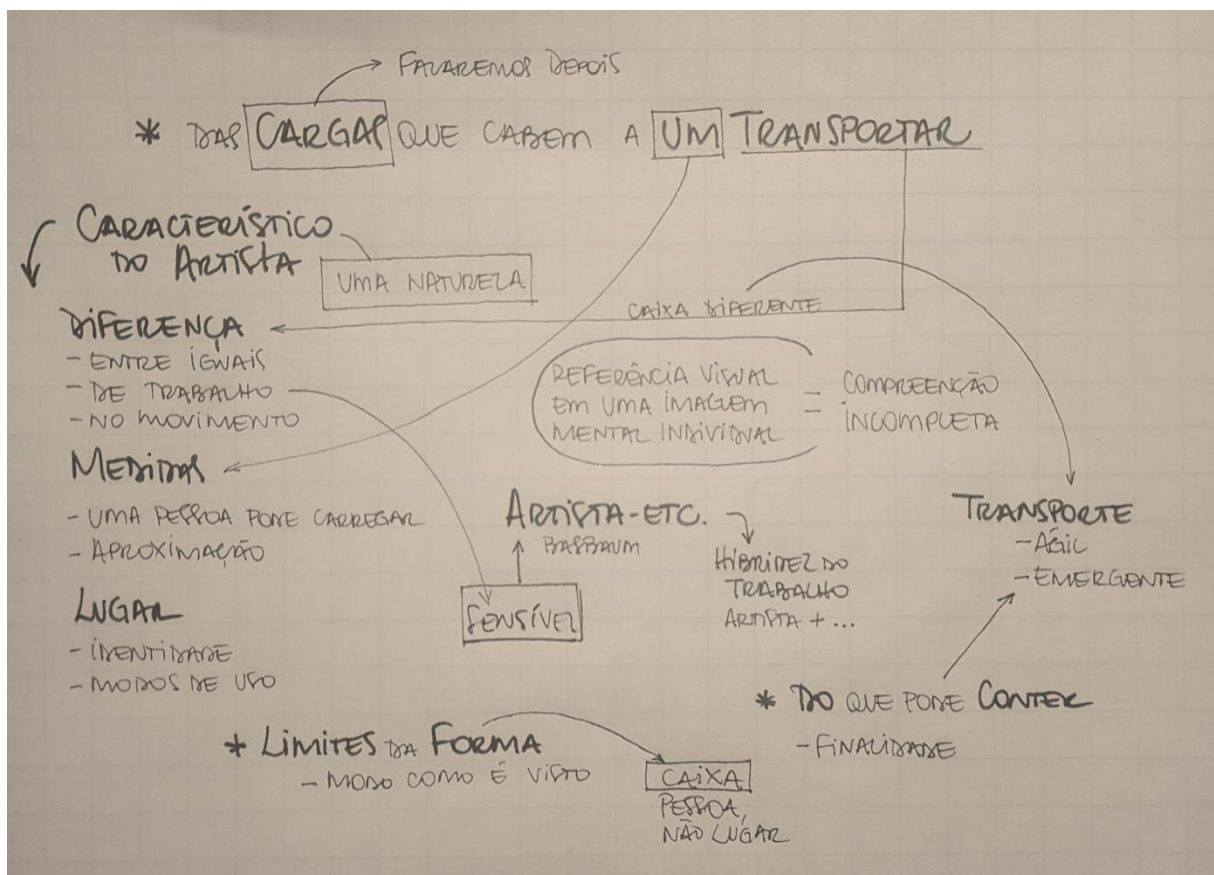 FALAREMOS DEPOIS
* DAS CARGAS QUE CABEM A UM TRANSPORTAR
CARACTERÍSTICO
DO ARTISTA
UMA NATUREZA
CAIXA DIFERENTE
DIFERENÇA
- ENTRE IGUAIS
- DE TRABALHO
- NO MOVIMENTO
REFERÊNCIA VISUAL
EM UMA IMAGEM
MENTAL INDIVIDUAL
= COMPREENÇÃO
INCOMPLETA
MEDIDAS
- UMA PESSOA PODE CARREGAR
- APROXIMAÇÃO
LUGAR
- IDENTIDADE
- MODOS DE USO
ARTISTA-ETC.
BASBAUM
SENSÍVEL
HIBRIDEZ DO
TRABALHO
ARTISTA + ...
TRANSPORTE
- ÁGIL
- EMERGENTE
* DO QUE PODE CONTER
- FINALIDADE
* LIMITES DA FORMA
- MODO COMO É VISTO
CAIXA
PESSOA,
NÃO LUGAR